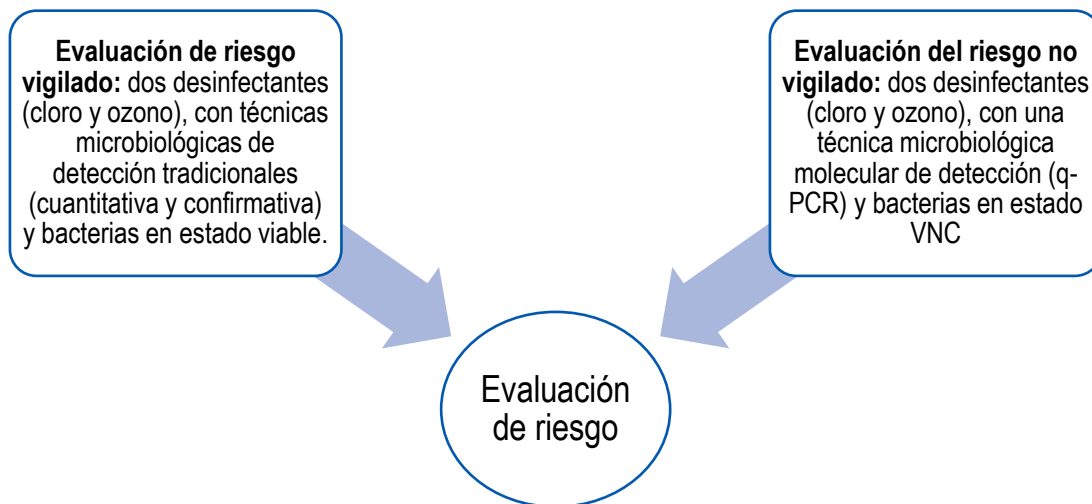 Evaluación de riesgo
vigilado: dos desinfectantes
(cloro y ozono), con técnicas
microbiológicas de
detección tradicionales
(cuantitativa y confirmativa)
y bacterias en estado viable.
Evaluación del riesgo no
vigilado: dos desinfectantes
(cloro y ozono), con una
técnica microbiológica
molecular de detección (q-
PCR) y bacterias en estado
VNC
Evaluación
de riesgo